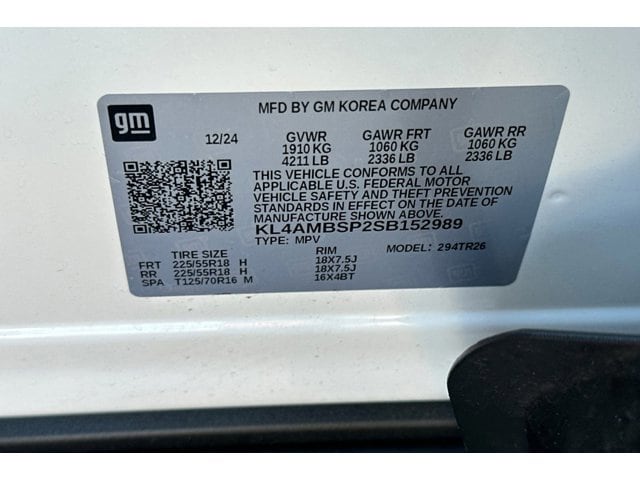 gm
MFD BY GM KOREA COMPANY
12/24 GVWR GAWR FRT GAWR RR
1910 KG 1060 KG 1060 KG
4211 LB 2336 LB 2336 LB
THIS VEHICLE CONFORMS TO ALL
APPLICABLE U.S. FEDERAL MOTOR
VEHICLE SAFETY AND THEFT PREVENTION
STANDARDS IN EFFECT ON THE DATE OF
MANUFACTURE SHOWN ABOVE.
KL4AMBSP2SB152989
TYPE: MPV MODEL: 294TR26
TIRE SIZE RIM
FRT 225/55R18 H 18X7.5J
RR 225/55R18 H 18X7.5J
SPA T125/70R16 M 16X4BT